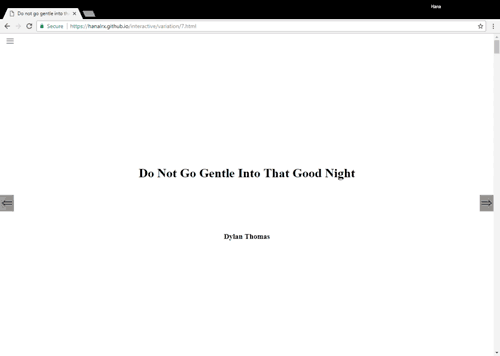 Hana
Do not go gentle into th
Secure https://hanalrx.github.io/interactive/variation/7.html
Do Not Go Gentle Into That Good Night
Dylan Thomas